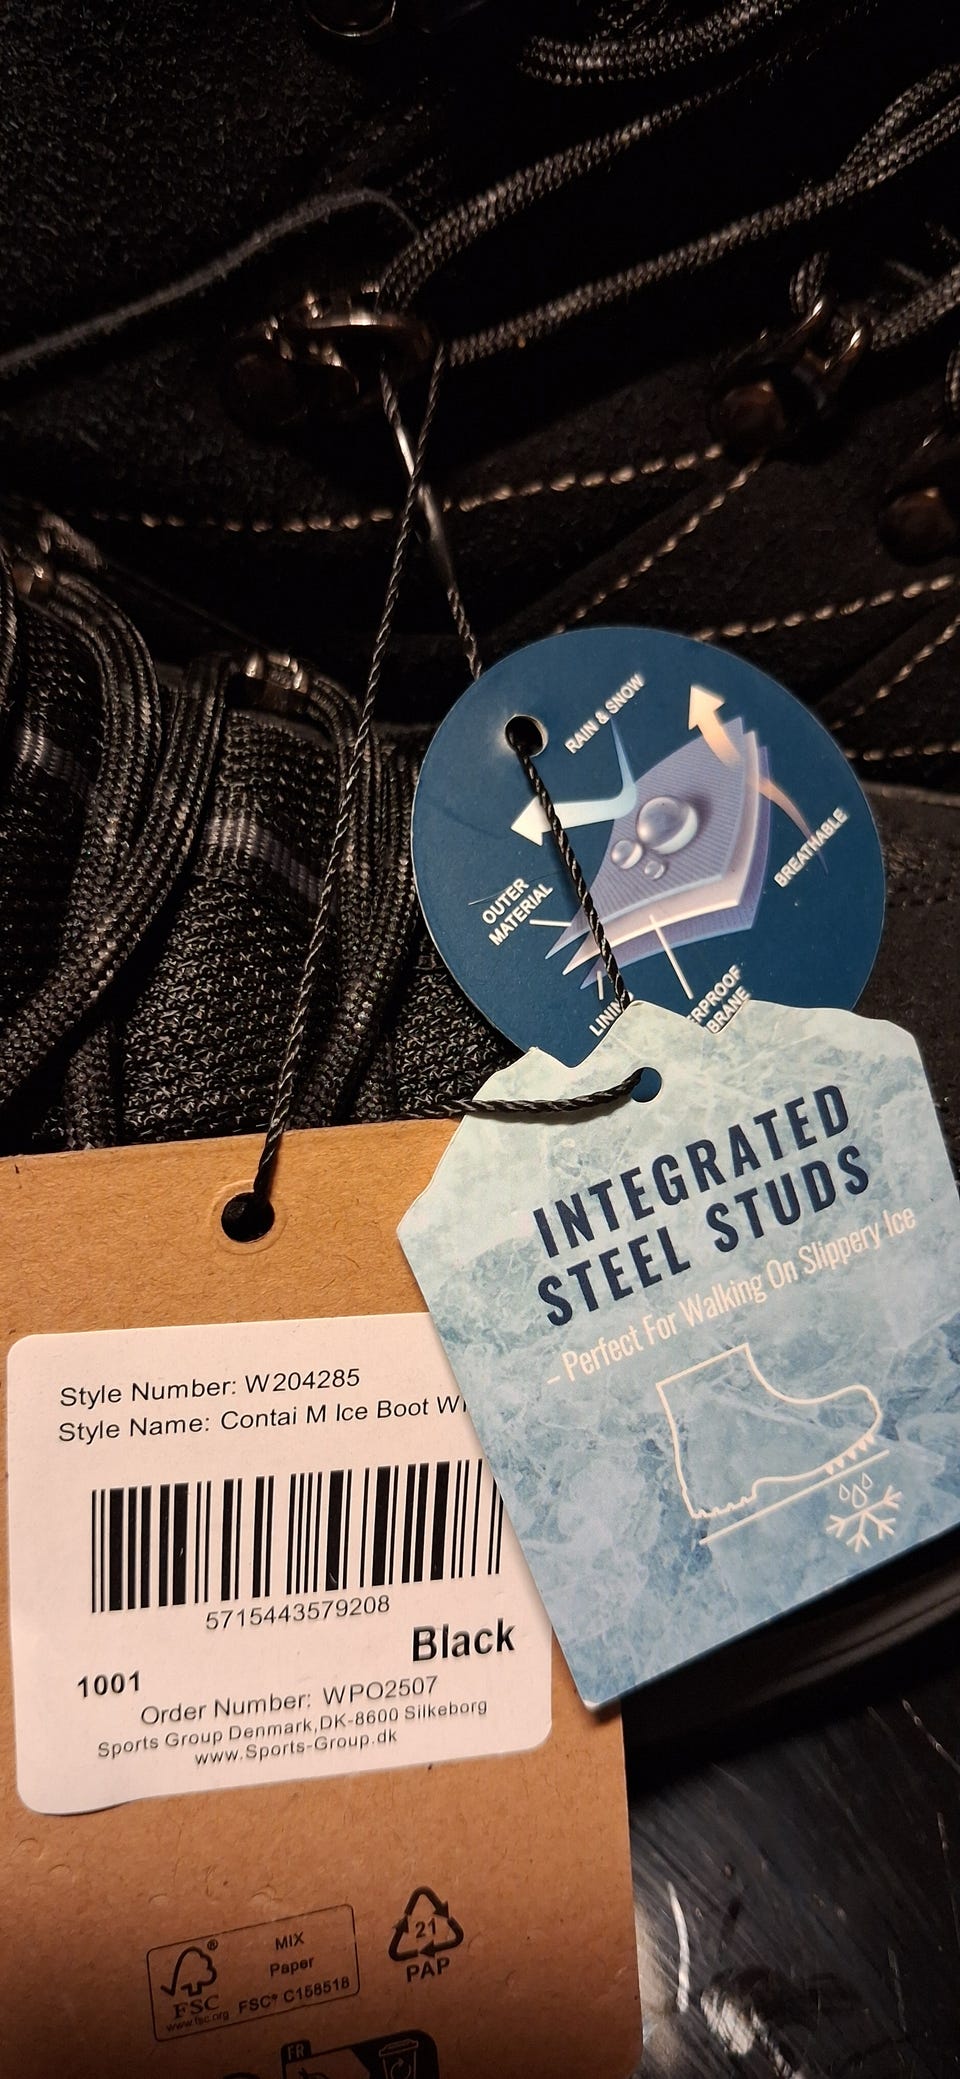 RAIN & SNOW
BREATHABLE
OUTER
MATERIAL
INTEGRATED
STEEL STUDS
– Perfect For Walking On Slippery Ice
Style Number: W204285
Style Name: Contai M Ice Boot
5715443579208
Black
1001
Order Number: WPO2507
Sports Group Denmark,DK-8600 Silkeborg
www.Sports-Group.dk
FSC®
www.fsc.org
MIX
Paper
FSC® C158518
21
PAP
FR